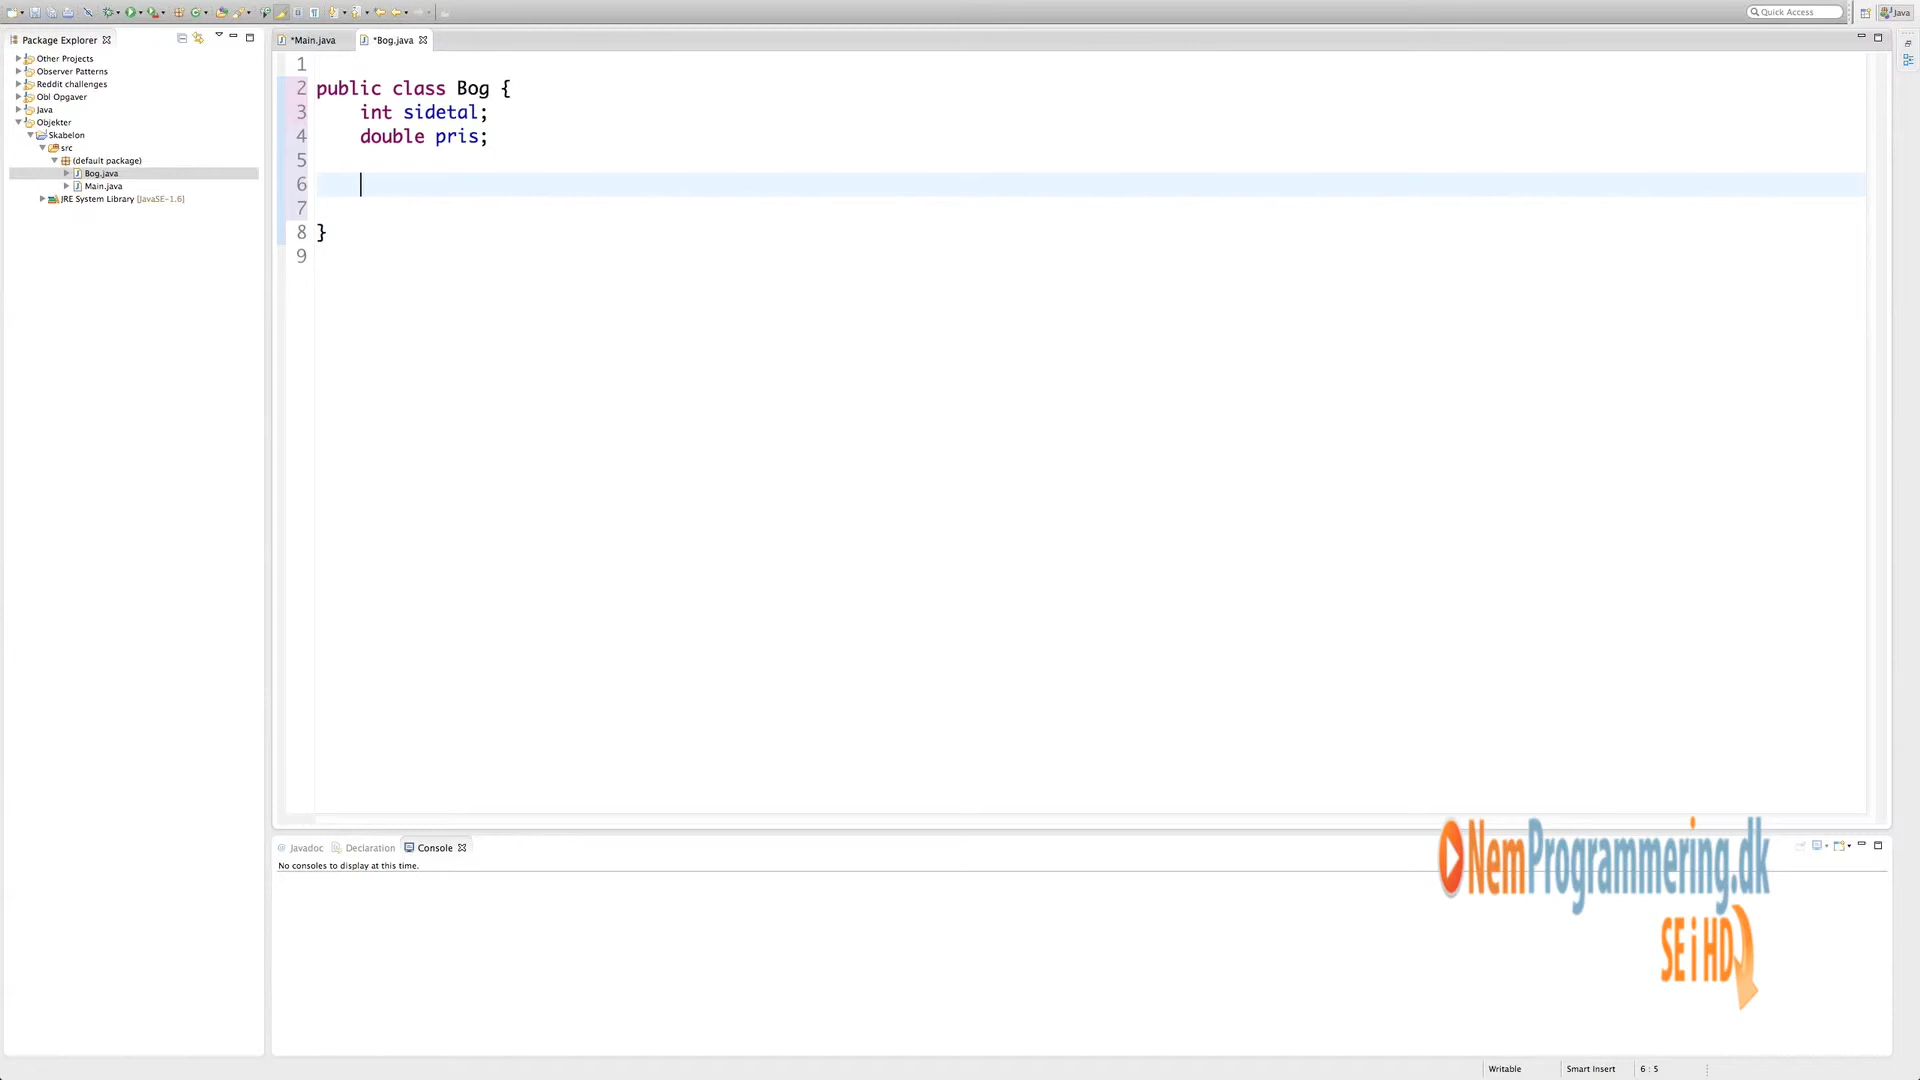 Quick Access
Java
Package Explorer
*Main.java
*Bog.java
Other Projects
Observer Patterns
Reddit challenges
Obl Opgaver
Java
Objekter
Skabelon
src
(default package)
Bog.java
Main.java
JRE System Library [JavaSE-1.6]
1
2 public class Bog {
3 int sidetal;
4 double pris;
5
6
7
8 }
9
@ Javadoc
Declaration
Console
No consoles to display at this time.
NemProgrammering.dk
SE i HD
Writable
Smart Insert
6 : 5